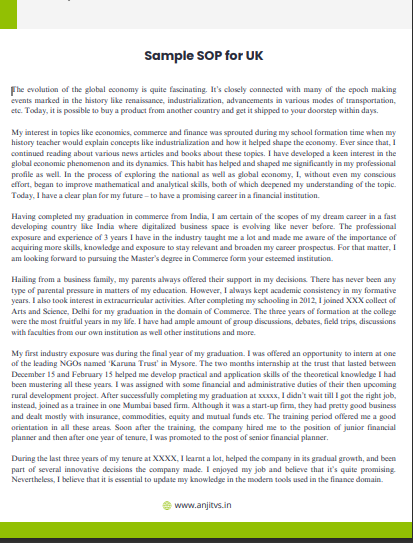 Sample SOP for UK
The evolution of the global economy is quite fascinating. It's closely connected with many of the epoch making
events marked in the history like renaissance, industrialization, advancements in various modes of transportation,
etc. Today, it is possible to buy a product from another country and get it shipped to your doorstep within days.
My interest in topics like economics, commerce and finance was sprouted during my school formation time when my
history teacher would explain concepts like industrialization and how it helped shape the economy. Ever since that, I
continued reading about various news articles and books about these topics. I have developed a keen interest in the
global economic phenomenon and its dynamics. This habit has helped and shaped me significantly in my professional
profile as well. In the process of exploring the national as well as global economy, I, without even my conscious
effort, began to improve mathematical and analytical skills, both of which deepened my understanding of the topic.
Today, I have a clear plan for my future – to have a promising career in a financial institution.
Having completed my graduation in commerce from India, I am certain of the scopes of my dream career in a fast
developing country like India where digitalized business space is evolving like never before. The professional
exposure and experience of 3 years I have in the industry taught me a lot and made me aware of the importance of
acquiring more skills, knowledge and exposure to stay relevant and broaden my career prospectus. For that matter, I
am looking forward to pursuing the Master's degree in Commerce form your esteemed institution.
Hailing from a business family, my parents always offered their support in my decisions. There has never been any
type of parental pressure in matters of my education. However, I always kept academic consistency in my formative
years. I also took interest in extracurricular activities. After completing my schooling in 2012, I joined XXX collect of
Arts and Science, Delhi for my graduation in the domain of Commerce. The three years of formation at the college
were the most fruitful years in my life. I have had ample amount of group discussions, debates, field trips, discussions
with faculties from our own institution as well other institutions and more.
My first industry exposure was during the final year of my graduation. I was offered an opportunity to intern at one
of the leading NGOs named 'Karuna Trust' in Mysore. The two months internship at the trust that lasted between
December 15 and February 15 helped me develop practical and application skills of the theoretical knowledge I had
been mustering all these years. I was assigned with some financial and administrative duties of their then upcoming
rural development project. After successfully completing my graduation at xxxxx, I didn't wait till I got the right job,
instead, joined as a trainee in one Mumbai based firm. Although it was a start-up firm, they had pretty good business
and dealt mostly with insurance, commodities, equity and mutual funds etc. The training period offered me a good
orientation in all these areas. Soon after the training, the company hired me to the position of junior financial
planner and then after one year of tenure, I was promoted to the post of senior financial planner.
During the last three years of my tenure at XXXX, I learnt a lot, helped the company in its gradual growth, and been
part of several innovative decisions the company made. I enjoyed my job and believe that it's quite promising.
Nevertheless, I believe that it is essential to update my knowledge in the modern tools used in the finance domain.
www.anjitvs.in